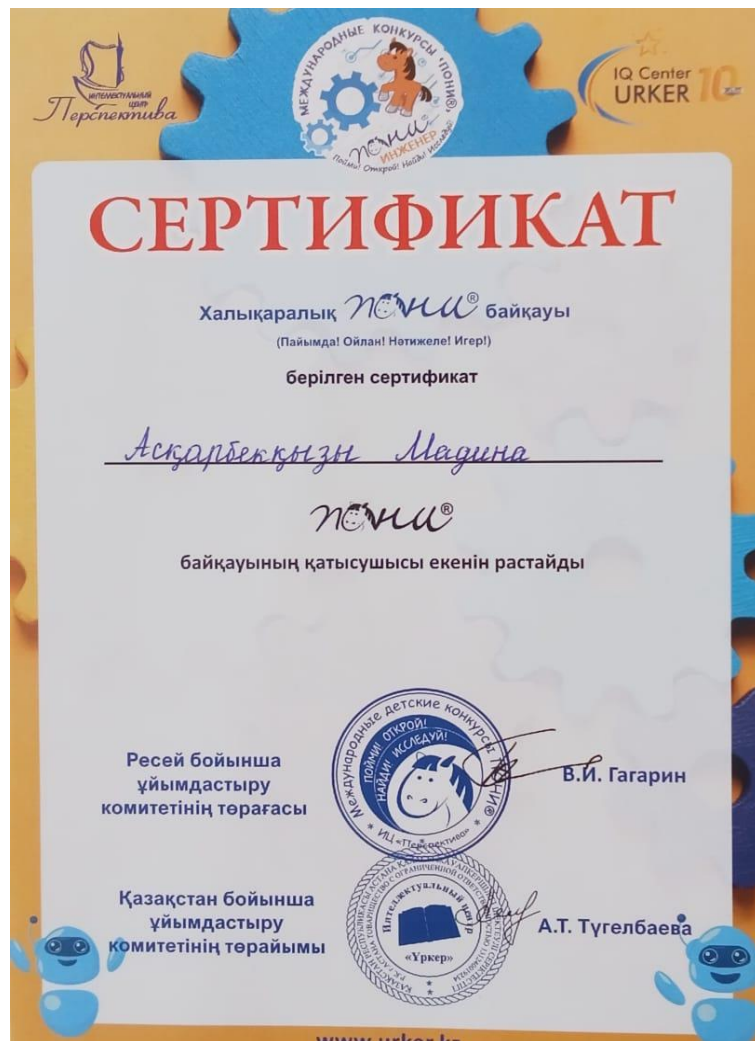 ИНТЕЛЛЕКТУАЛЬНЫЙ
ЦЕНТР
Перспектива
МЕЖДУНАРОДНЫЕ КОНКУРСЫ «ПОНИ®»
пони
ИНЖЕНЕР
Пойми! Открой! Найди! Исследуй!
IQ Center
URKER 10
СЕРТИФИКАТ
Халықаралық пони® байқауы
(Пайымда! Ойлан! Нәтижеле! Игер!)
берілген сертификат
Асқарбекқызы Мадина
пони®
байқауының қатысушысы екенін растайды
Ресей бойынша
ұйымдастыру
комитетінің төрағасы
Международные детские конкурсы ПОНИ®
ПОЙМИ! ОТКРОЙ!
НАЙДИ! ИССЛЕДУЙ!
* ИЦ «Перспектива» *
В.И. Гагарин
Қазақстан бойынша
ұйымдастыру
комитетінің төрайымы
Интеллектуальный центр
«Үркер»
А.Т. Түгелбаева
www.urker.kz